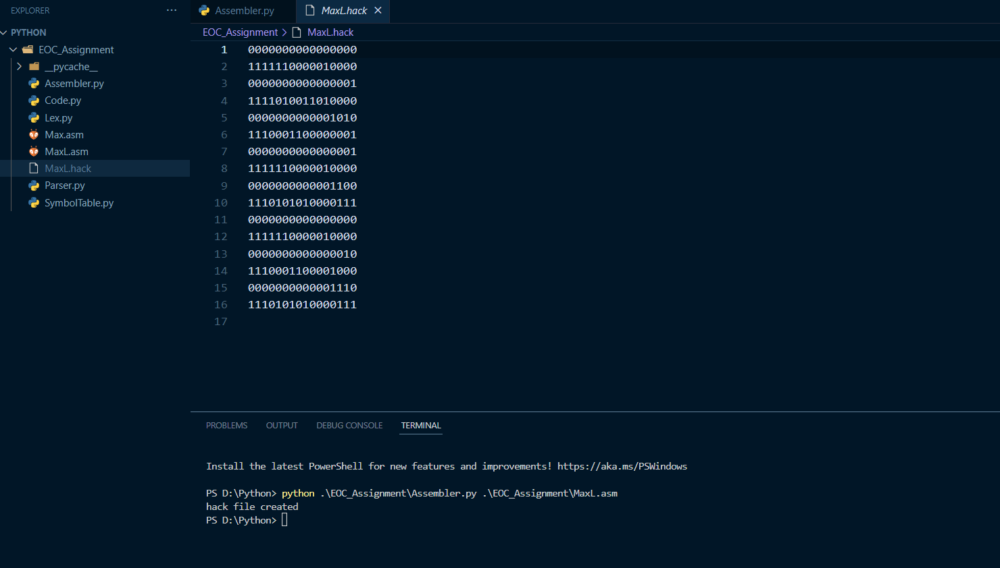 EXPLORER
PYTHON
EOC_Assignment
__pycache__
Assembler.py
Code.py
Lex.py
Max.asm
MaxL.asm
MaxL.hack
Parser.py
SymbolTable.py
Assembler.py
MaxL.hack
EOC_Assignment > MaxL.hack
1 0000000000000000
2 1111110000010000
3 0000000000000001
4 1111010011010000
5 0000000000001010
6 1110001100000001
7 0000000000000001
8 1111110000010000
9 0000000000001100
10 1110101010000111
11 0000000000000000
12 1111110000010000
13 0000000000000010
14 1110001100001000
15 0000000000001110
16 1110101010000111
17
PROBLEMS OUTPUT DEBUG CONSOLE TERMINAL
Install the latest PowerShell for new features and improvements! https://aka.ms/PSWindows
PS D:\Python> python .\EOC_Assignment\Assembler.py .\EOC_Assignment\MaxL.asm
hack file created
PS D:\Python>